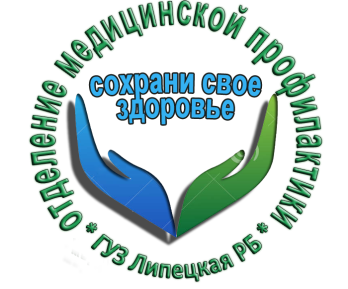 отделение медицинской профилактики
сохрани свое
здоровье
* ГУЗ Липецкая РБ *